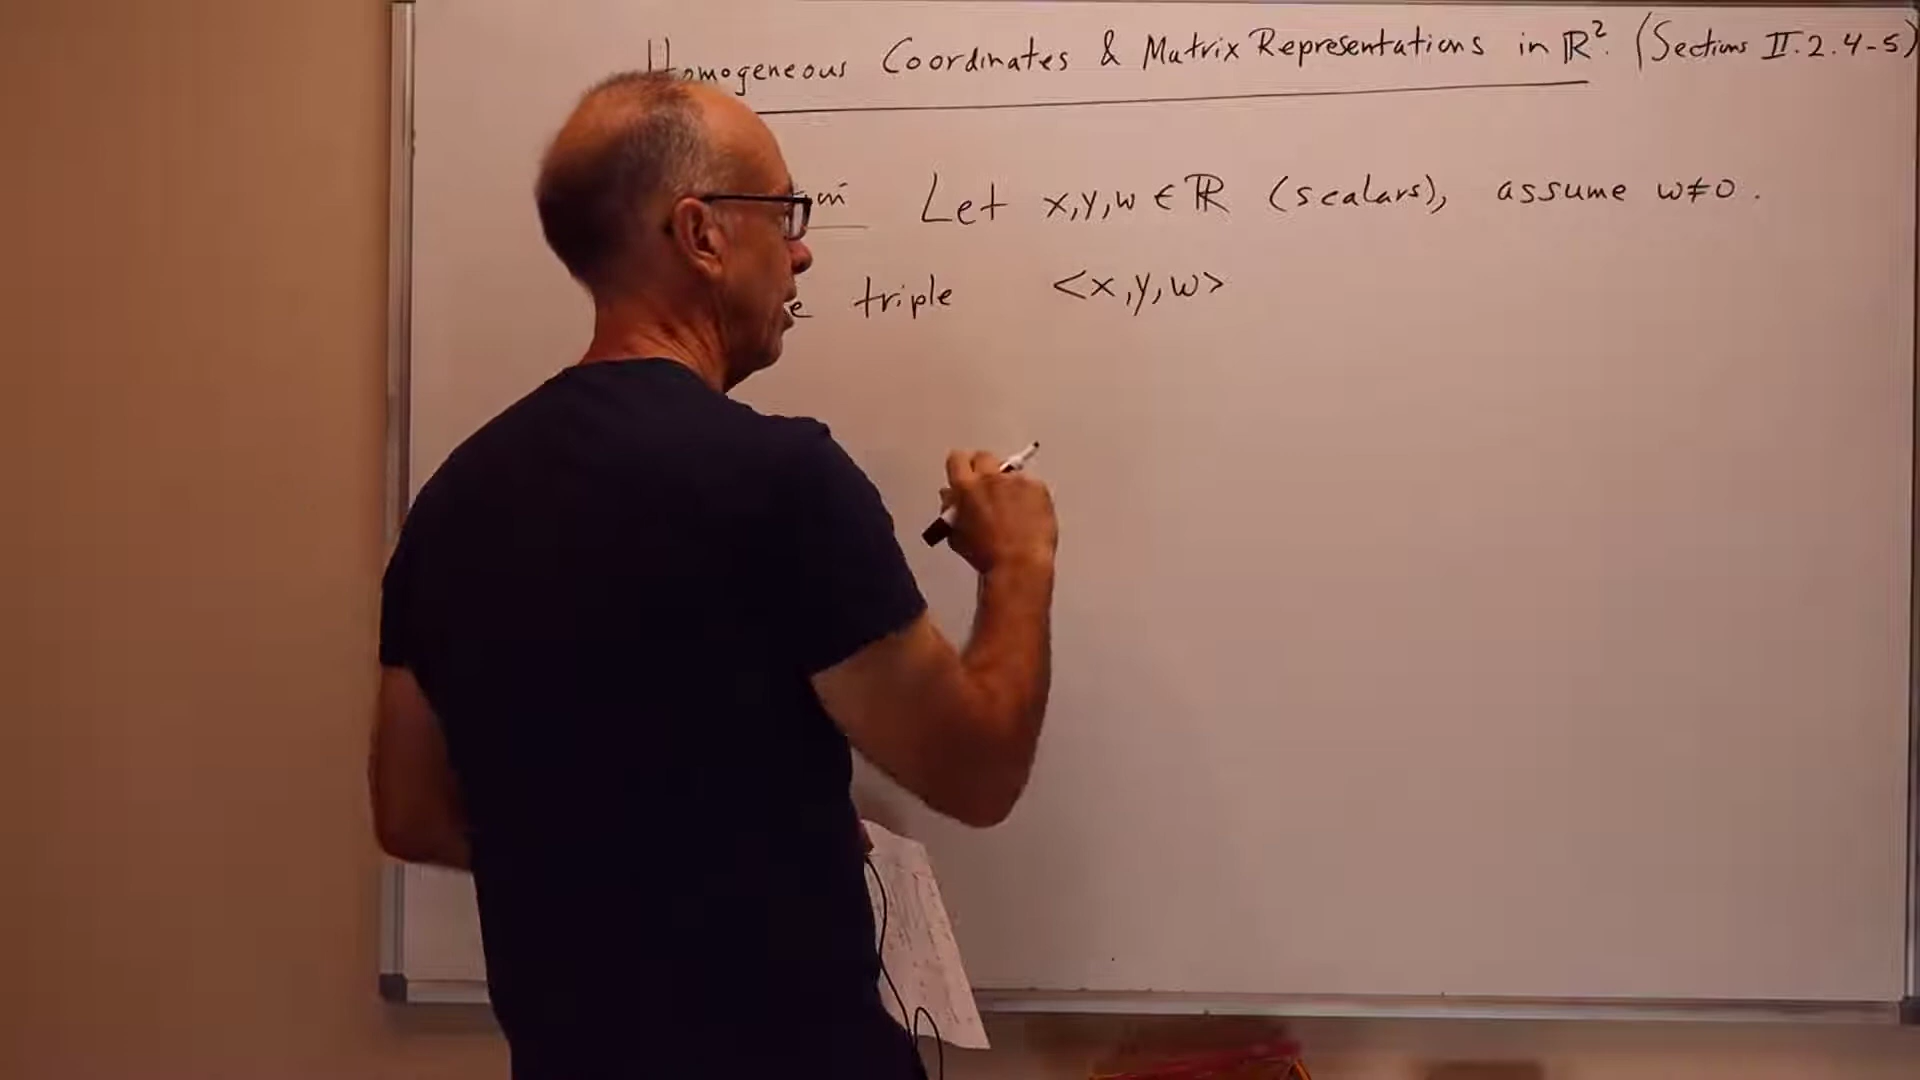 Homogeneous Coordinates & Matrix Representations in ℝ². (Sections II.2.4-5)
Let x,y,w ∈ ℝ (scalars), assume w≠0.
triple <x,y,w>